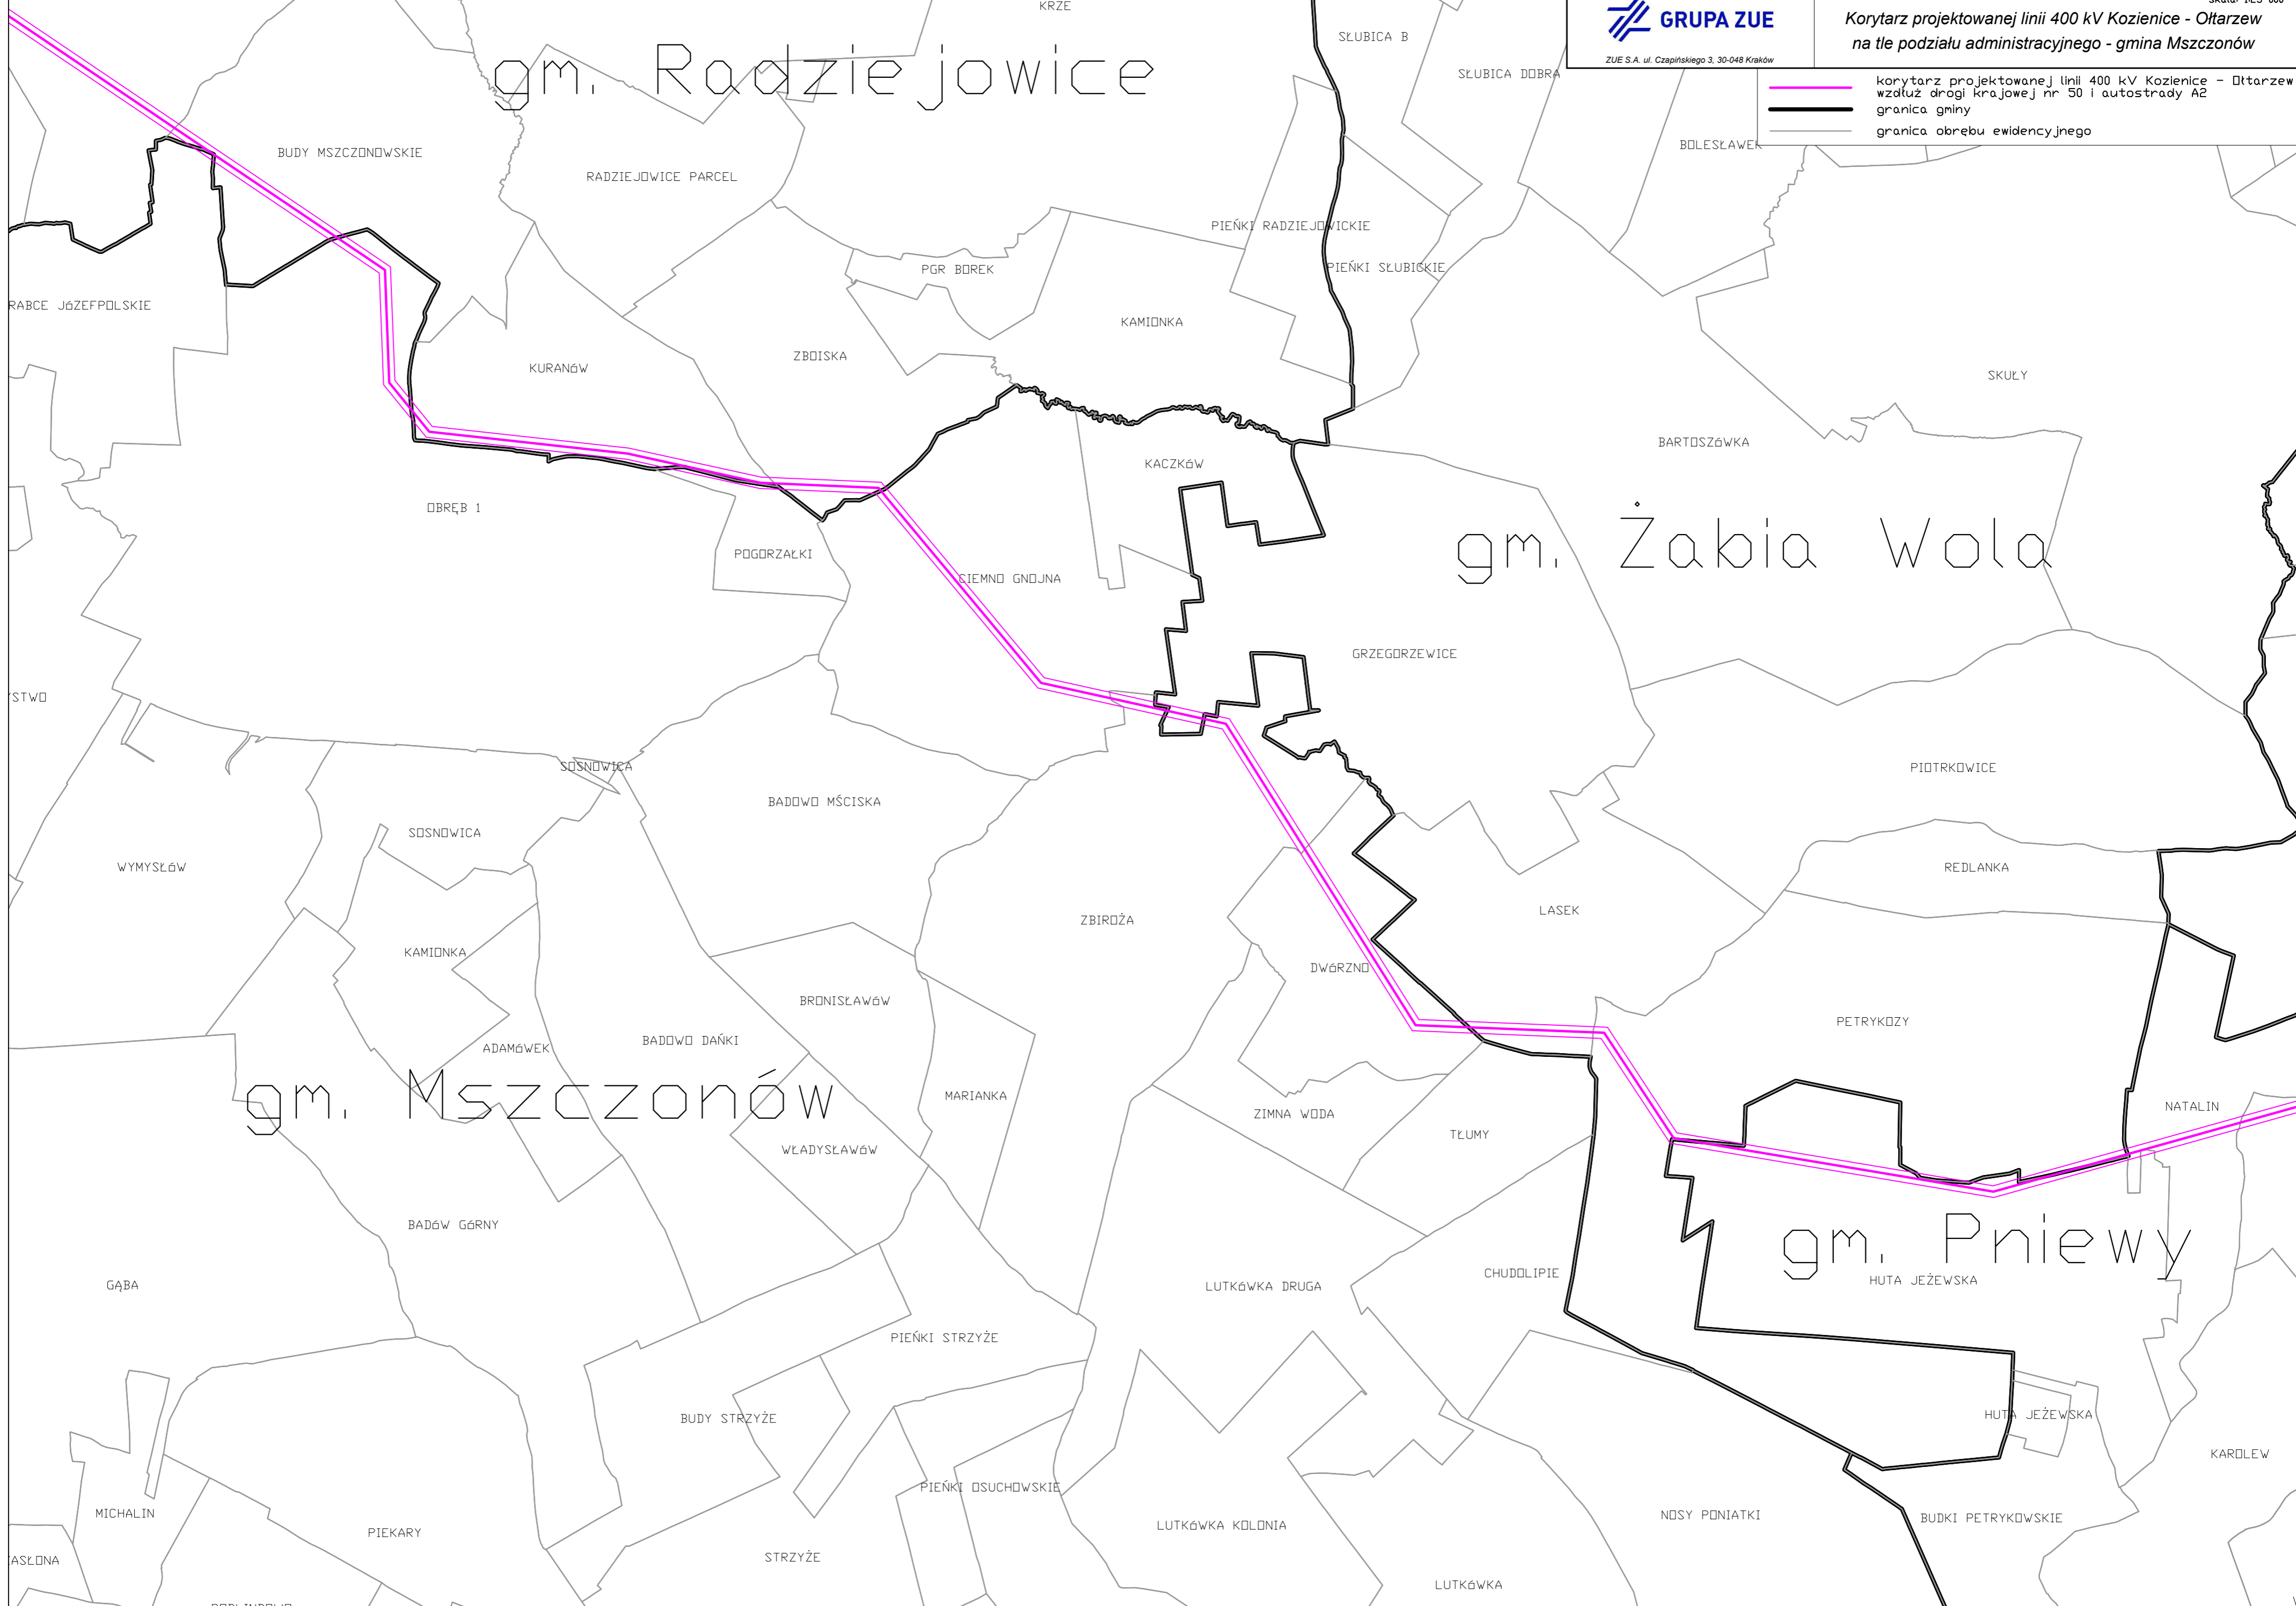 KRZE
gm. Radziejowice
SŁUBICA B
GRUPA ZUE
ZUE S.A. ul. Czapińskiego 3, 30-048 Kraków
Korytarz projektowanej linii 400 kV Kozienice - Ołtarzew
na tle podziału administracyjnego - gmina Mszczonów
korytarz projektowanej linii 400 kV Kozienice - Ołtarzew
wzdłuż drogi krajowej nr 50 i autostrady A2
granica gminy
granica obrębu ewidencyjnego
SŁUBICA DOBRA
BOLESŁAWEK
BUDY MSZCZONOWSKIE
RADZIEJOWICE PARCEL
PIEŃKI RADZIEJOWICKIE
PIEŃKI SŁUBICKIE
PGR BOREK
RABCE JóZEFPOLSKIE
KAMIONKA
ZBOISKA
KURANóW
SKUŁY
BARTOSZóWKA
KACZKóW
OBRĘB 1
gm. Żabia Wola
POGORZAŁKI
CIEMNO GNOJNA
GRZEGORZEWICE
YSTWO
SOSNOWICA
PIOTRKOWICE
BADOWO MŚCISKA
SOSNOWICA
WYMYSŁóW
REDLANKA
LASEK
ZBIROŻA
KAMIONKA
DWóRZNO
BRONISŁAWóW
PETRYKOZY
BADOWO DAŃKI
ADAMóWEK
gm. Mszczonów
MARIANKA
NATALIN
ZIMNA WODA
TŁUMY
WŁADYSŁAWóW
BADóW GóRNY
gm. Pniewy
CHUDOLIPIE
HUTA JEŻEWSKA
GĄBA
LUTKóWKA DRUGA
PIEŃKI STRZYŻE
HUTA JEŻEWSKA
BUDY STRZYŻE
KAROLEW
PIEŃKI OSUCHOWSKIE
MICHALIN
NOSY PONIATKI
BUDKI PETRYKOWSKIE
LUTKóWKA KOLONIA
PIEKARY
STRZYŻE
ASŁONA
LUTKóWKA